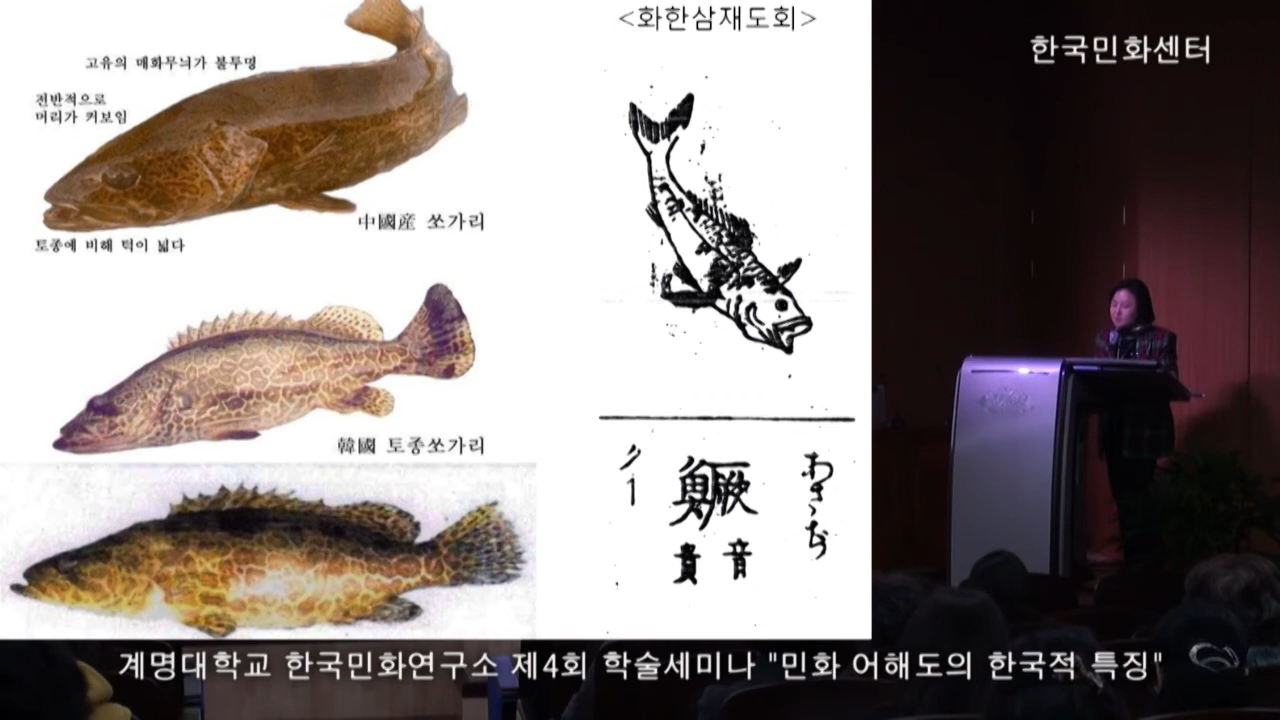 <화한삼재도회>
한국민화센터
고유의 매화무늬가 불투명
전반적으로
머리가 커보임
中國産 쏘가리
토종에 비해 턱이 넓다
韓國 토종쏘가리
鱖
音
貴
계명대학교 한국민화연구소 제4회 학술세미나 "민화 어해도의 한국적 특징"